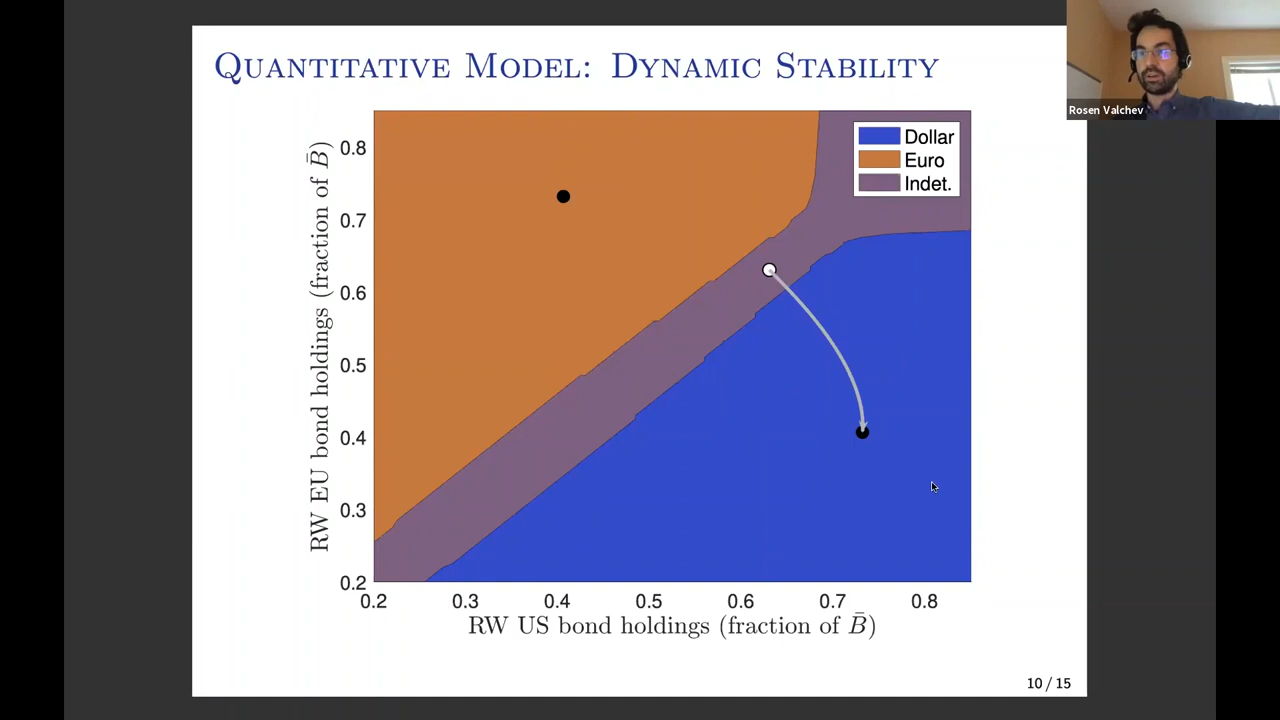 QUANTITATIVE MODEL: DYNAMIC STABILITY
Rosen Valchev
Dollar
Euro
Indet.
RW EU bond holdings (fraction of B̄)
0.8
0.7
0.6
0.5
0.4
0.3
0.2
0.2 0.3 0.4 0.5 0.6 0.7 0.8
RW US bond holdings (fraction of B̄)
10 / 15